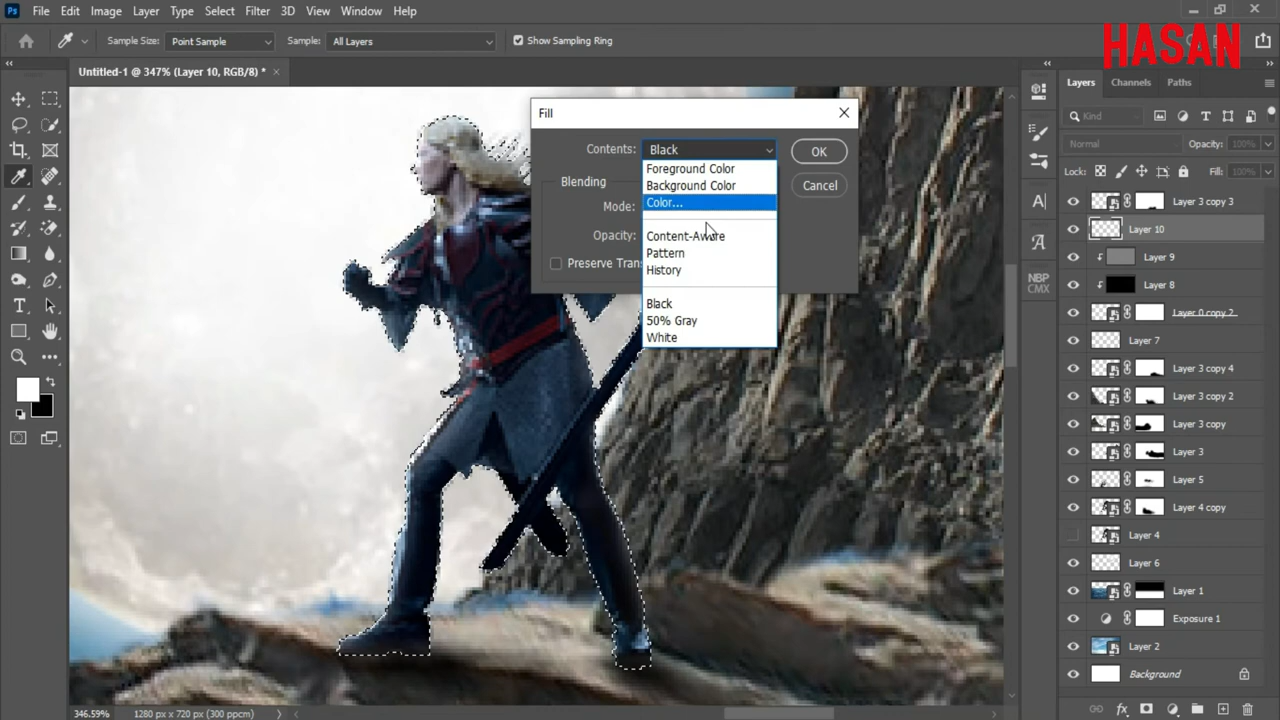 Ps File Edit Image Layer Type Select Filter 3D View Window Help
HASAN
Sample Size: Point Sample Sample: All Layers Show Sampling Ring
Untitled-1 @ 347% (Layer 10, RGB/8) * ×
Fill
Contents: Black OK
Foreground Color
Background Color
Color...
Content-Aware
Pattern
History
Black
50% Gray
White
Blending
Mode:
Opacity:
Preserve Trans
Cancel
A
A
NBP
CMX
Layers Channels Paths
Kind
Normal Opacity: 100%
Lock: Fill: 100%
Layer 3 copy 3
Layer 10
Layer 9
Layer 8
Layer 0 copy 2
Layer 7
Layer 3 copy 4
Layer 3 copy 2
Layer 3 copy
Layer 3
Layer 5
Layer 4 copy
Layer 4
Layer 6
Layer 1
Exposure 1
Layer 2
Background
fx
346.59% 1280 px x 720 px (300 ppcm)